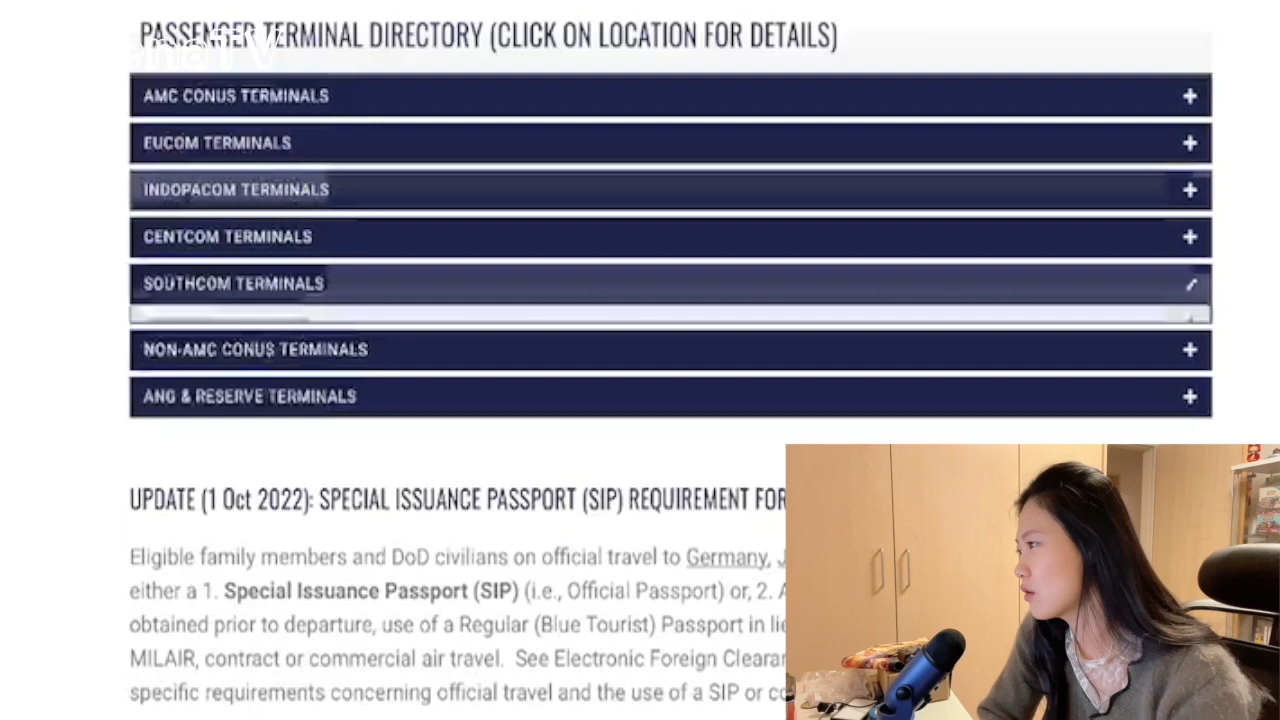 PASSENGER TERMINAL DIRECTORY (CLICK ON LOCATION FOR DETAILS)
AMC CONUS TERMINALS
EUCOM TERMINALS
INDOPACOM TERMINALS
CENTCOM TERMINALS
SOUTHCOM TERMINALS
NON-AMC CONUS TERMINALS
ANG & RESERVE TERMINALS
UPDATE (1 Oct 2022): SPECIAL ISSUANCE PASSPORT (SIP) REQUIREMENT FOR
Eligible family members and DoD civilians on official travel to Germany,
either a 1. Special Issuance Passport (SIP) (i.e., Official Passport) or, 2.
obtained prior to departure, use of a Regular (Blue Tourist) Passport in
MILAIR, contract or commercial air travel. See Electronic Foreign
specific requirements concerning official travel and the use of a SIP or